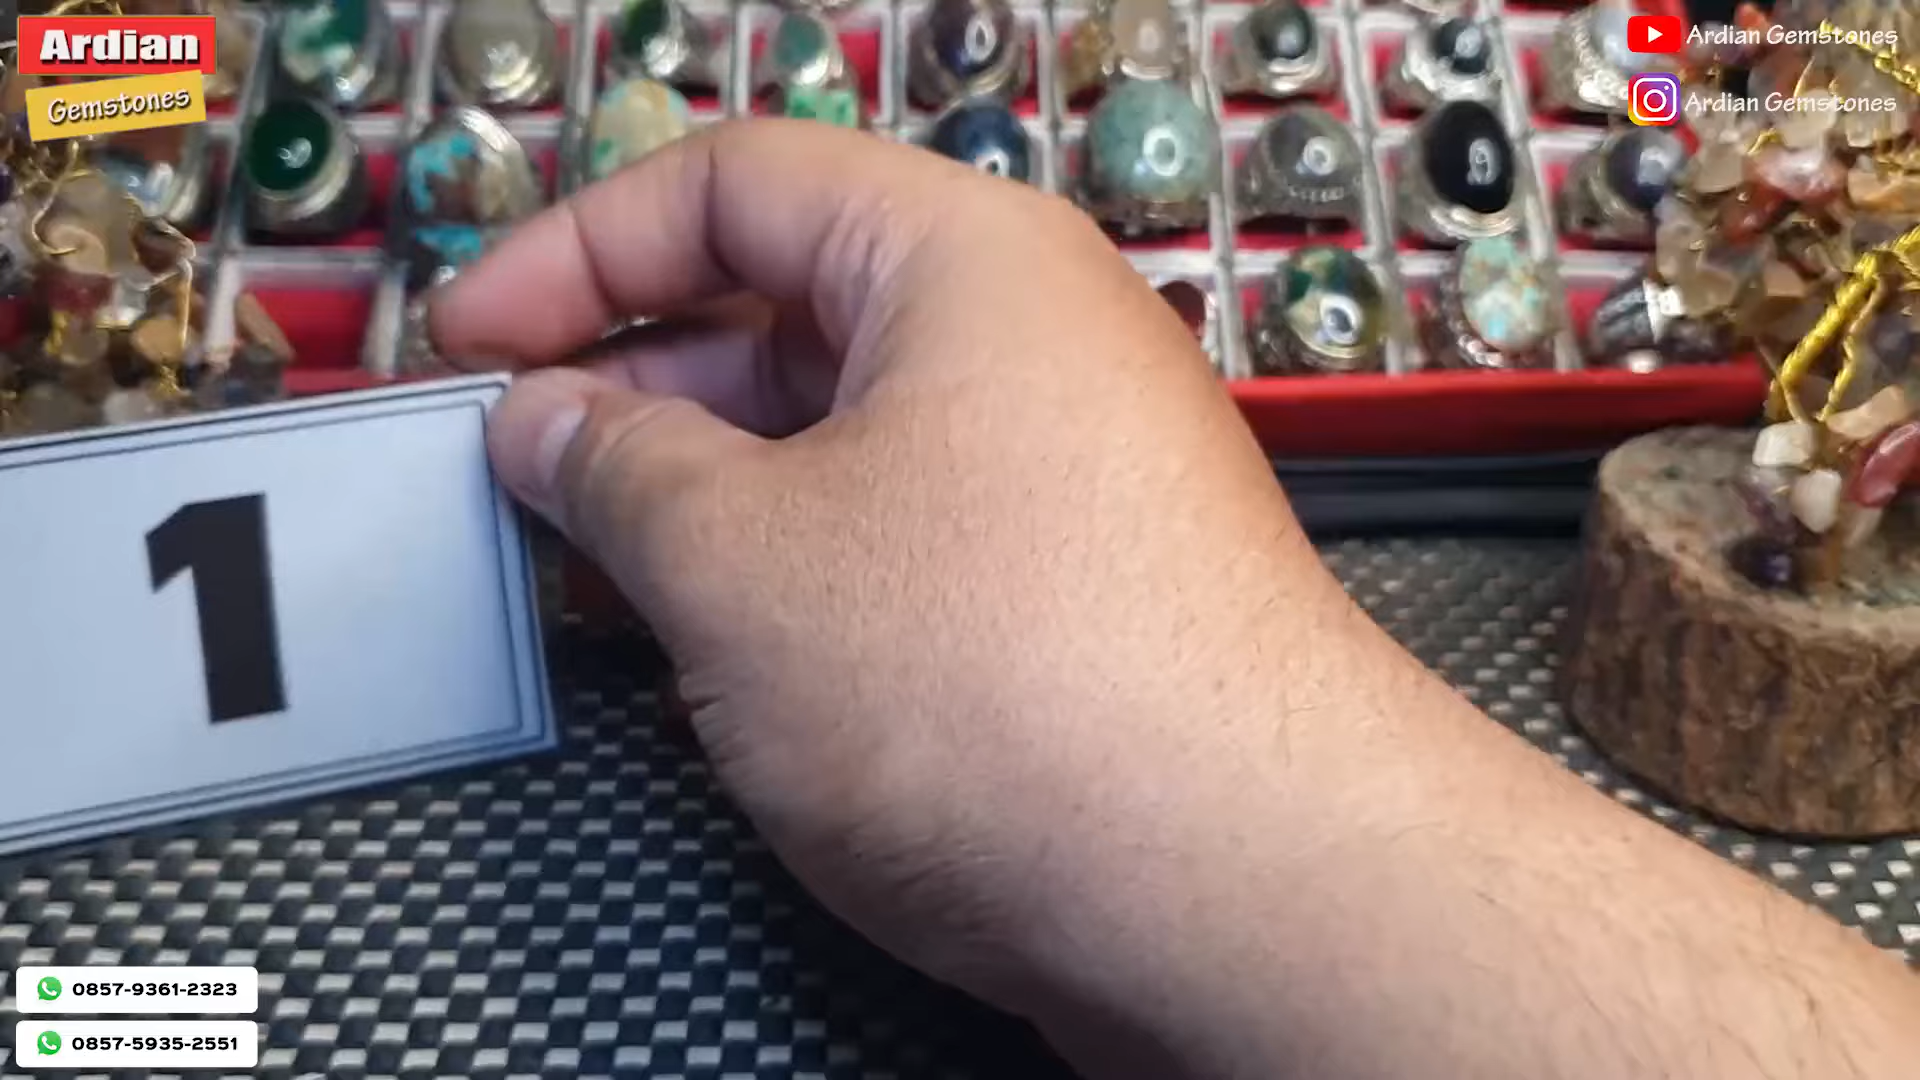 Ardian
Gemstones
Ardian Gemstones
Ardian Gemstones
1
0857-9361-2323
0857-5935-2551